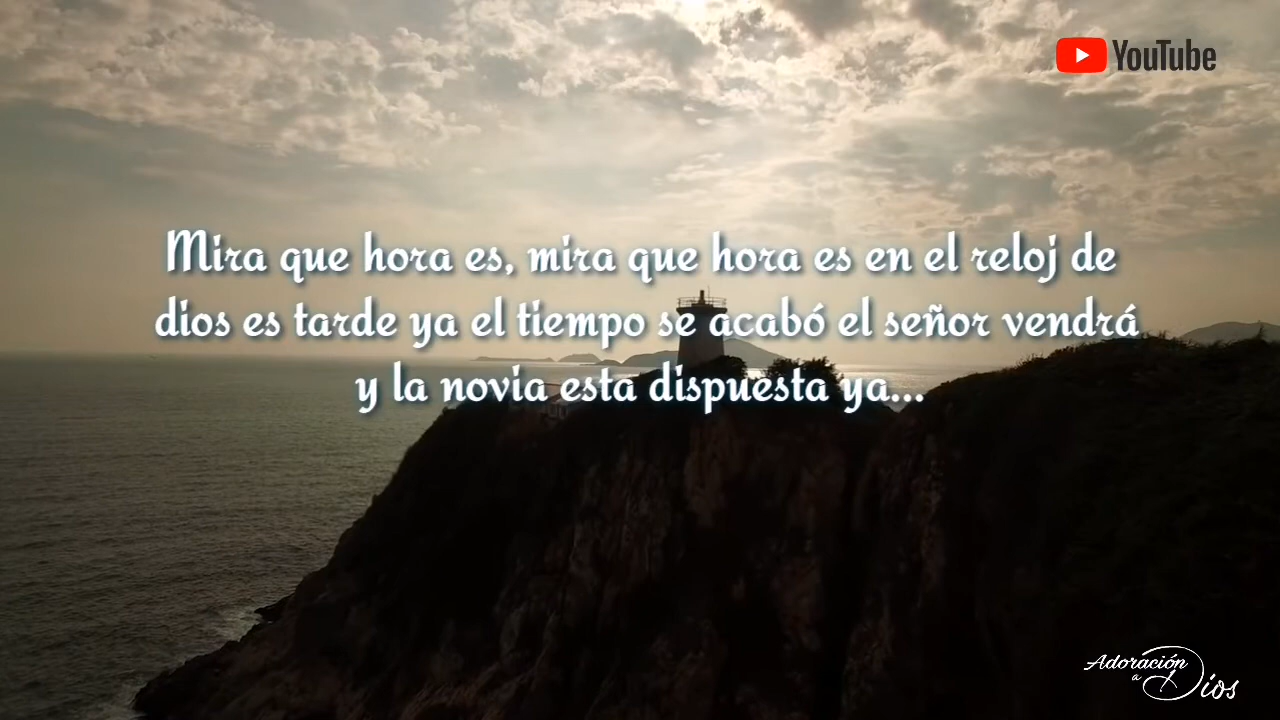 YouTube
Mira que hora es, mira que hora es en el reloj de
dios es tarde ya el tiempo se acabó el señor vendrá
y la novia esta dispuesta ya...
Adoración
a Dios